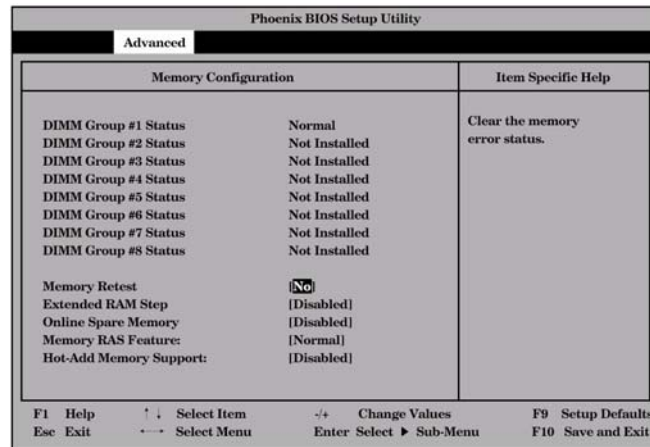 Phoenix BIOS Setup Utility
Advanced
Memory Configuration
Item Specific Help
DIMM Group #1 Status Normal
DIMM Group #2 Status Not Installed
DIMM Group #3 Status Not Installed
DIMM Group #4 Status Not Installed
DIMM Group #5 Status Not Installed
DIMM Group #6 Status Not Installed
DIMM Group #7 Status Not Installed
DIMM Group #8 Status Not Installed
Memory Retest [No]
Extended RAM Step [Disabled]
Online Spare Memory [Disabled]
Memory RAS Feature: [Normal]
Hot-Add Memory Support: [Disabled]
Clear the memory
error status.
F1 Help ↑ ↓ Select Item -/+ Change Values F9 Setup Defaults
Esc Exit ←→ Select Menu Enter Select ▶ Sub-Menu F10 Save and Exit